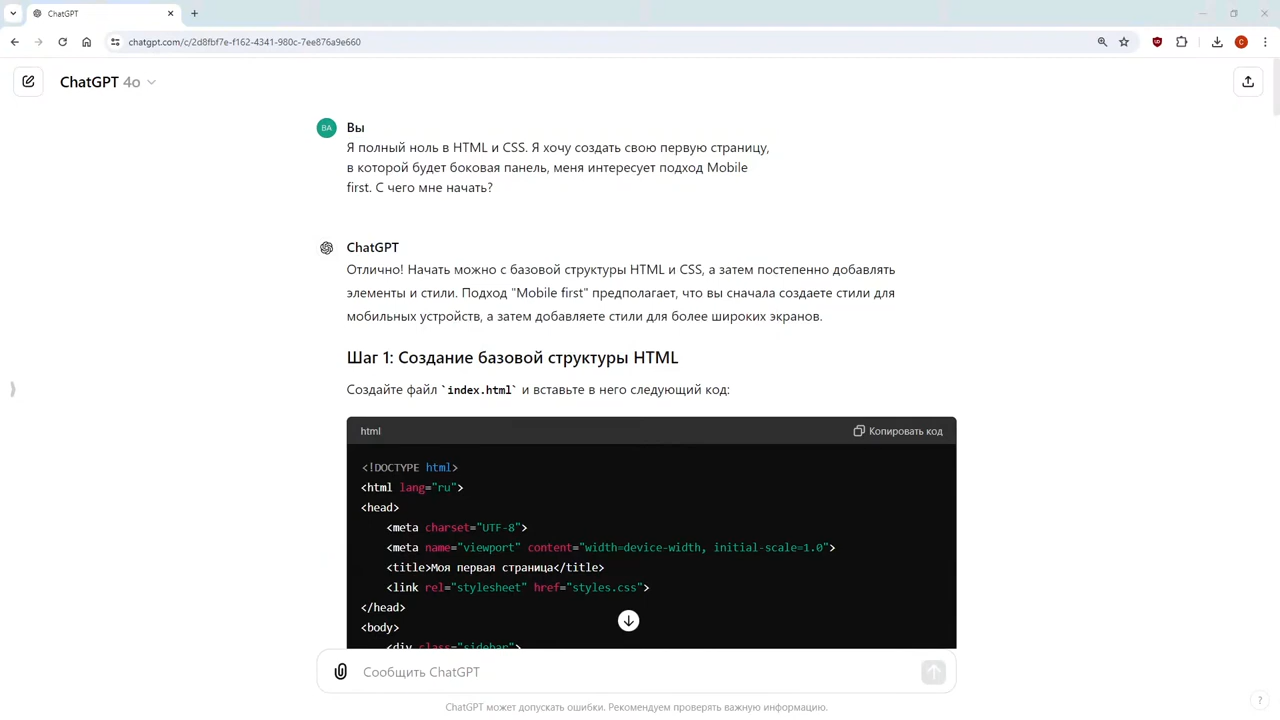 ChatGPT
chatgpt.com/c/2d8fbf7e-f162-4341-980c-7ee876a9e660
C
ChatGPT 4o
BA
Вы
Я полный ноль в HTML и CSS. Я хочу создать свою первую страницу,
в которой будет боковая панель, меня интересует подход Mobile
first. С чего мне начать?
ChatGPT
Отлично! Начать можно с базовой структуры HTML и CSS, а затем постепенно добавлять
элементы и стили. Подход "Mobile first" предполагает, что вы сначала создаете стили для
мобильных устройств, а затем добавляете стили для более широких экранов.
Шаг 1: Создание базовой структуры HTML
Создайте файл `index.html` и вставьте в него следующий код:
html
Копировать код
<!DOCTYPE html>
<html lang="ru">
<head>
    <meta charset="UTF-8">
    <meta name="viewport" content="width=device-width, initial-scale=1.0">
    <title>Моя первая страница</title>
    <link rel="stylesheet" href="styles.css">
</head>
<body>
    <div class="sidebar">
Сообщить ChatGPT
ChatGPT может допускать ошибки. Рекомендуем проверять важную информацию.
?